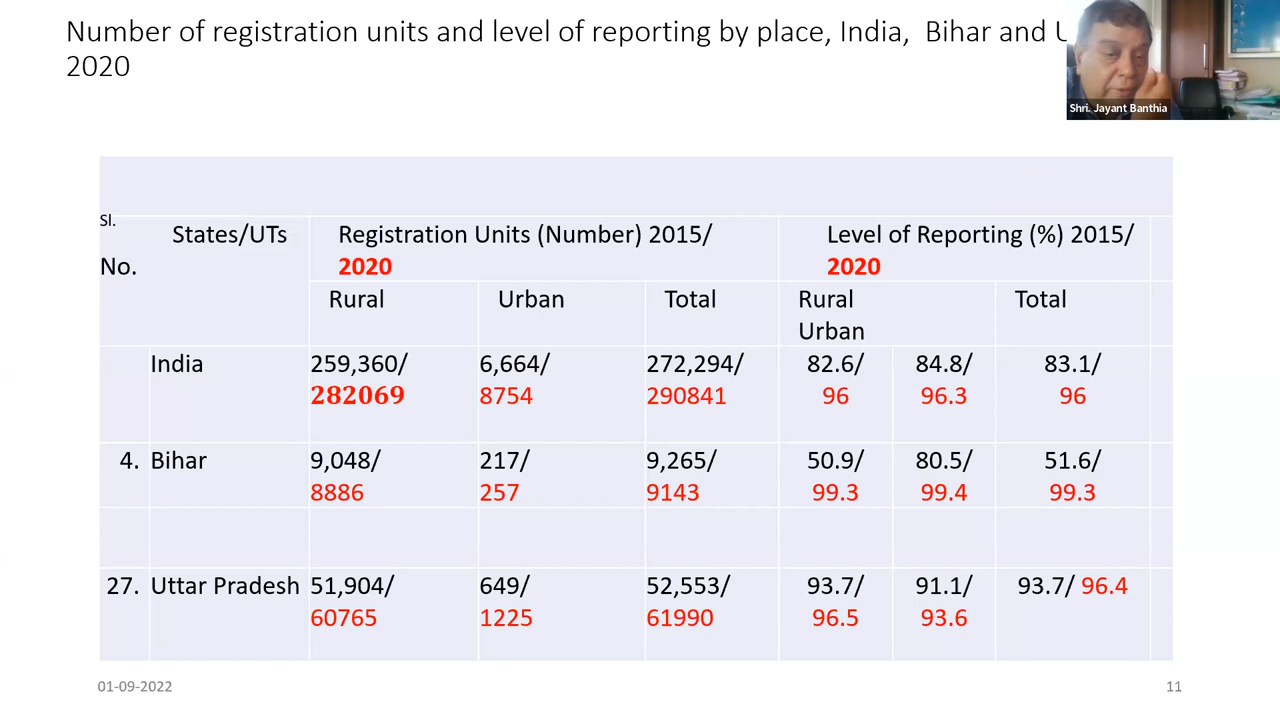 Number of registration units and level of reporting by place, India, Bihar and
2020
Shri. Jayant Banthia
Sl.
No.
States/UTs
Registration Units (Number) 2015/
2020
Level of Reporting (%) 2015/
2020
Rural
Urban
Total
Rural
Urban
Total
India
259,360/
282069
6,664/
8754
272,294/
290841
82.6/
96
84.8/
96.3
83.1/
96
4.
Bihar
9,048/
8886
217/
257
9,265/
9143
50.9/
99.3
80.5/
99.4
51.6/
99.3
27.
Uttar Pradesh
51,904/
60765
649/
1225
52,553/
61990
93.7/
96.5
91.1/
93.6
93.7/ 96.4
01-09-2022
11